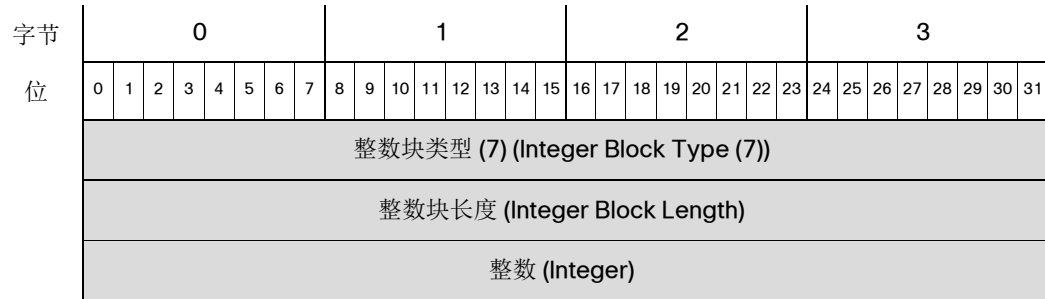 字节 0 1 2 3
位 0 1 2 3 4 5 6 7 8 9 10 11 12 13 14 15 16 17 18 19 20 21 22 23 24 25 26 27 28 29 30 31
整数块类型 (7) (Integer Block Type (7))
整数块长度 (Integer Block Length)
整数 (Integer)